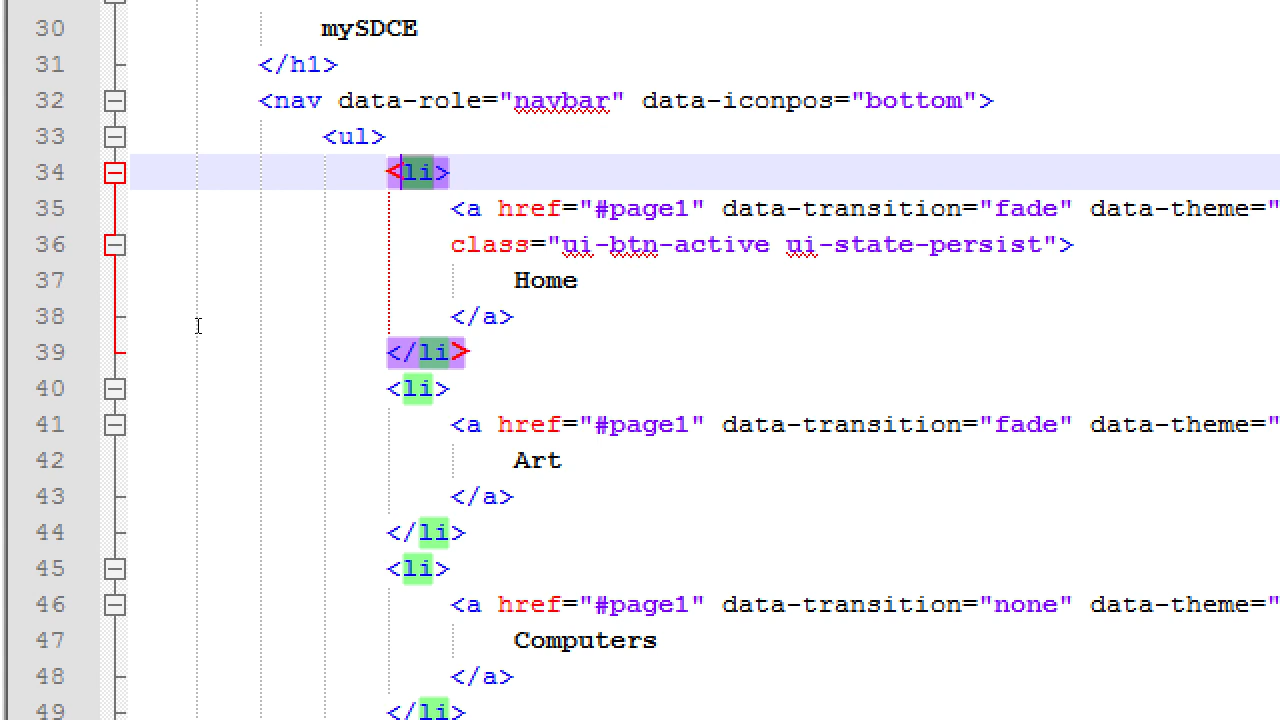 30 mySDCE
31 </h1>
32 <nav data-role="navbar" data-iconpos="bottom">
33 <ul>
34 <li>
35 <a href="#page1" data-transition="fade" data-theme="
36 class="ui-btn-active ui-state-persist">
37 Home
38 </a>
39 </li>
40 <li>
41 <a href="#page1" data-transition="fade" data-theme="
42 Art
43 </a>
44 </li>
45 <li>
46 <a href="#page1" data-transition="none" data-theme="
47 Computers
48 </a>
49 </li>